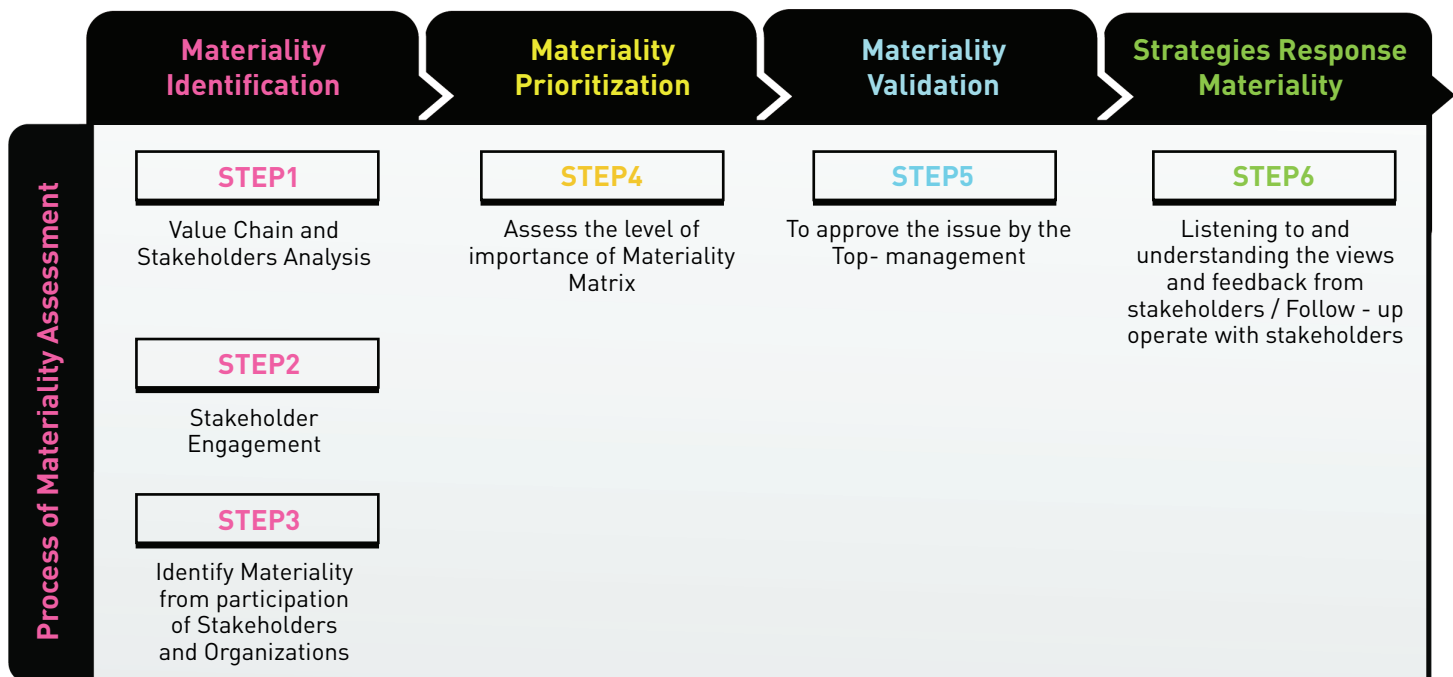 Materiality
Identification
Materiality
Prioritization
Materiality
Validation
Strategies Response
Materiality
Process of Materiality Assessment
STEP1
Value Chain and
Stakeholders Analysis
STEP2
Stakeholder
Engagement
STEP3
Identify Materiality
from participation
of Stakeholders
and Organizations
STEP4
Assess the level of
importance of Materiality
Matrix
STEP5
To approve the issue by the
Top- management
STEP6
Listening to and
understanding the views
and feedback from
stakeholders / Follow - up
operate with stakeholders